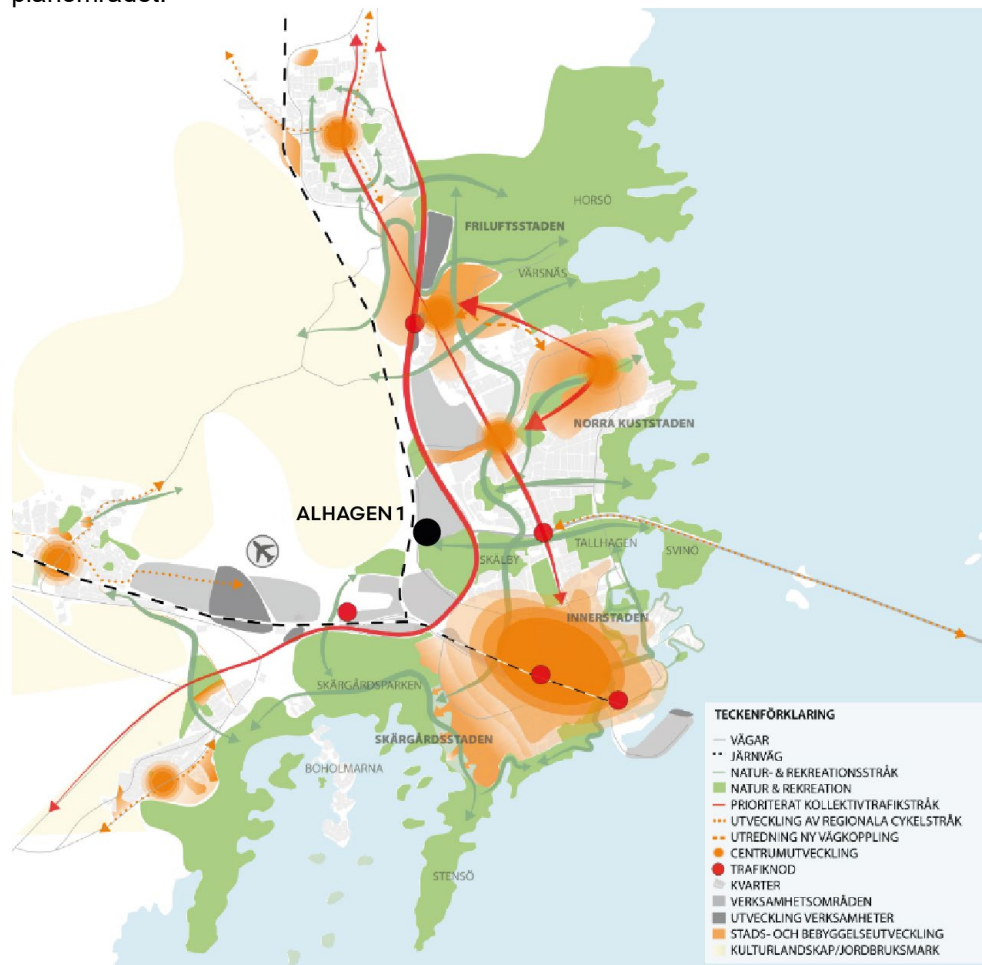 planområdet.
HORSÖ
FRILUFTSSTADEN
VÄRSNÄS
NORRA KUSTSTADEN
ALHAGEN 1
SKÄLBY
TALLHAGEN
SVINÖ
INNERSTADEN
SKÄRGÅRDSPARKEN
SKÄRGÅRDSSTADEN
BOHOLMARNA
STENSÖ
TECKENFÖRKLARING
VÄGAR
JÄRNVÄG
NATUR- & REKREATIONSSTRÅK
NATUR & REKREATION
PRIORITERAT KOLLEKTIVTRAFIKSTRÅK
UTVECKLING AV REGIONALA CYKELSTRÅK
UTREDNING NY VÄGKOPPLING
CENTRUMUTVECKLING
TRAFIKNOD
KVARTER
VERKSAMHETSOMRÅDEN
UTVECKLING VERKSAMHETER
STADS- OCH BEBYGGELSEUTVECKLING
KULTURLANDSKAP/JORDBRUKSMARK